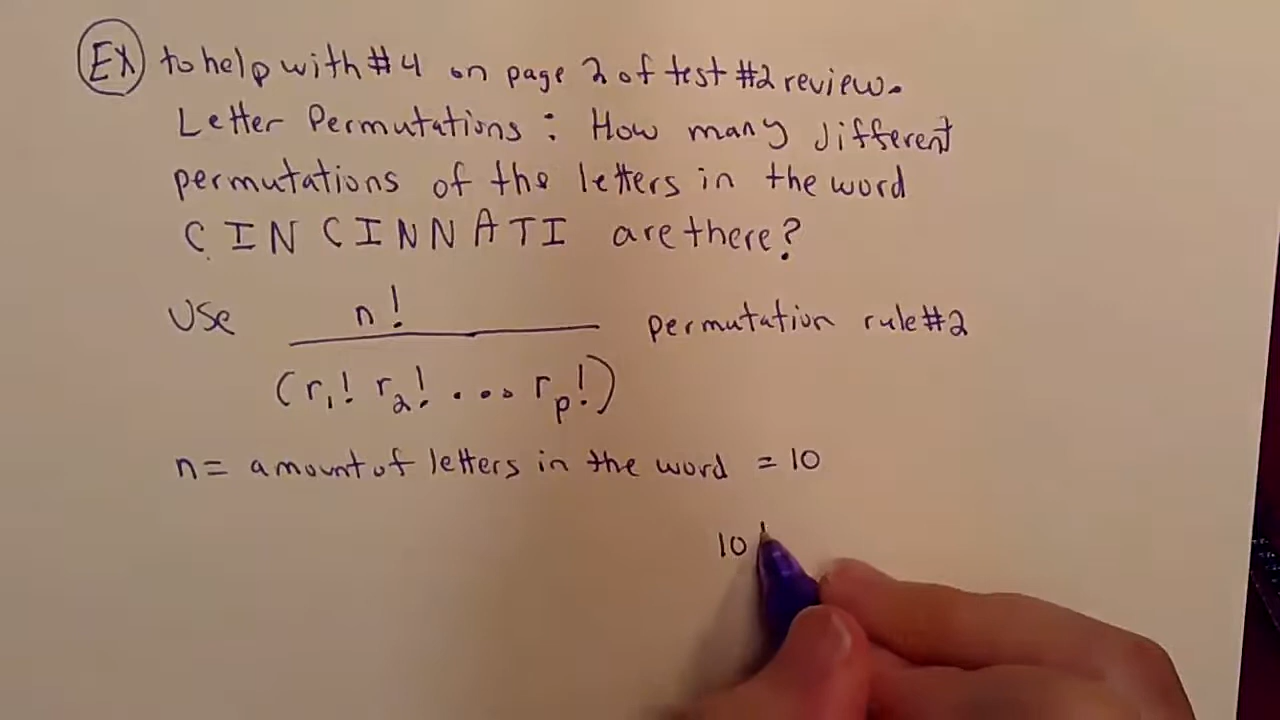 EX to help with #4 on page 2 of test #2 review.
Letter Permutations: How many different
permutations of the letters in the word
CINCINNATI are there?
Use n! permutation rule #2
(r₁! r₂! .... rₚ!)
n = amount of letters in the word = 10
10!